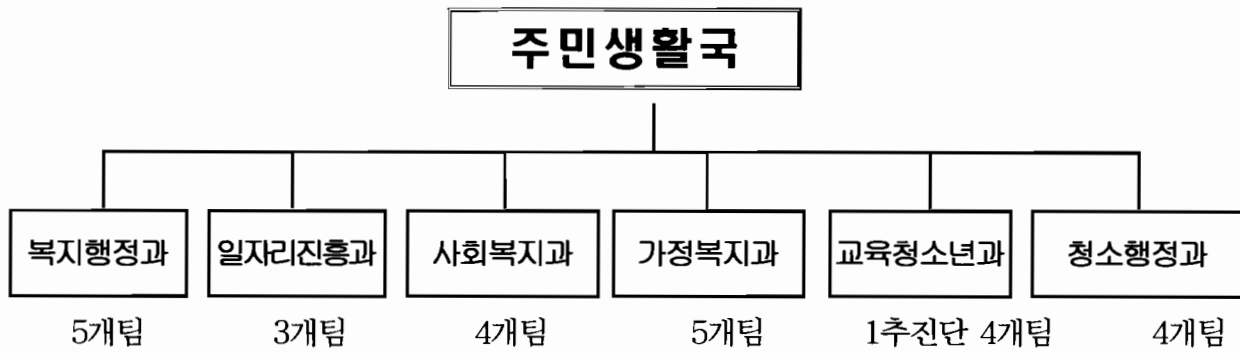 주민생활국
복지행정과 일자리진흥과 사회복지과 가정복지과 교육청소년과 청소행정과
5개팀 3개팀 4개팀 5개팀 1추진단 4개팀 4개팀